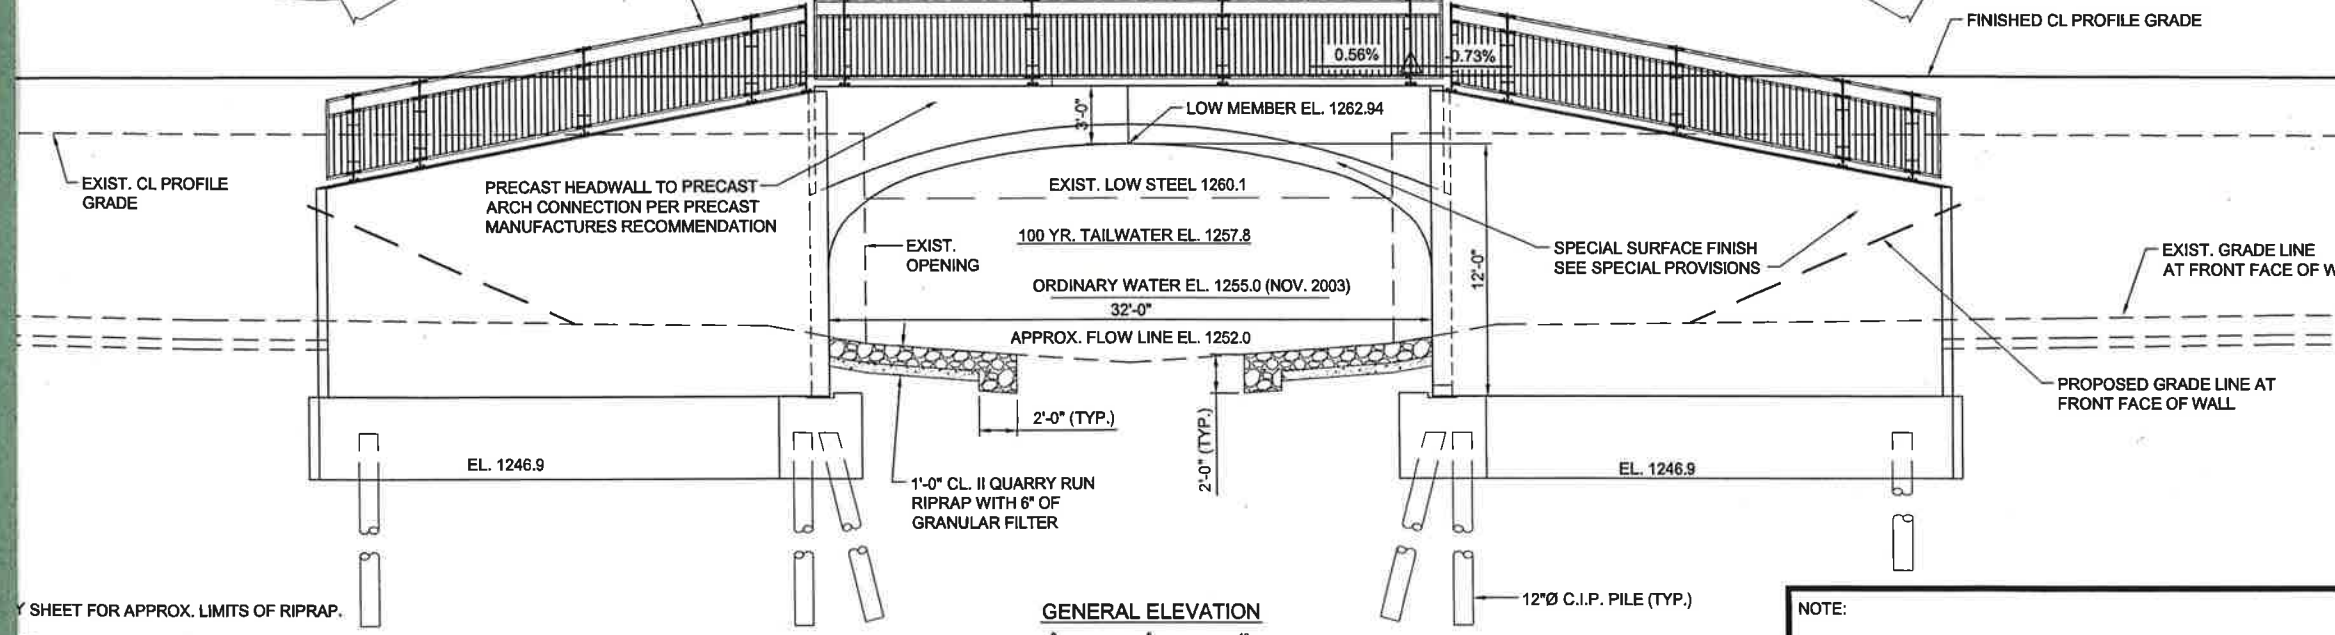 FINISHED CL PROFILE GRADE
0.56%
-0.73%
3'-0"
LOW MEMBER EL. 1262.94
EXIST. CL PROFILE
GRADE
PRECAST HEADWALL TO PRECAST
ARCH CONNECTION PER PRECAST
MANUFACTURES RECOMMENDATION
EXIST. LOW STEEL 1260.1
100 YR. TAILWATER EL. 1257.8
EXIST.
OPENING
SPECIAL SURFACE FINISH
SEE SPECIAL PROVISIONS
EXIST. GRADE LINE
AT FRONT FACE OF W
12'-0"
ORDINARY WATER EL. 1255.0 (NOV. 2003)
32'-0"
APPROX. FLOW LINE EL. 1252.0
PROPOSED GRADE LINE AT
FRONT FACE OF WALL
2'-0" (TYP.)
2'-0" (TYP.)
EL. 1246.9
EL. 1246.9
1'-0" CL. II QUARRY RUN
RIPRAP WITH 6" OF
GRANULAR FILTER
12"Ø C.I.P. PILE (TYP.)
Y SHEET FOR APPROX. LIMITS OF RIPRAP.
GENERAL ELEVATION
NOTE: